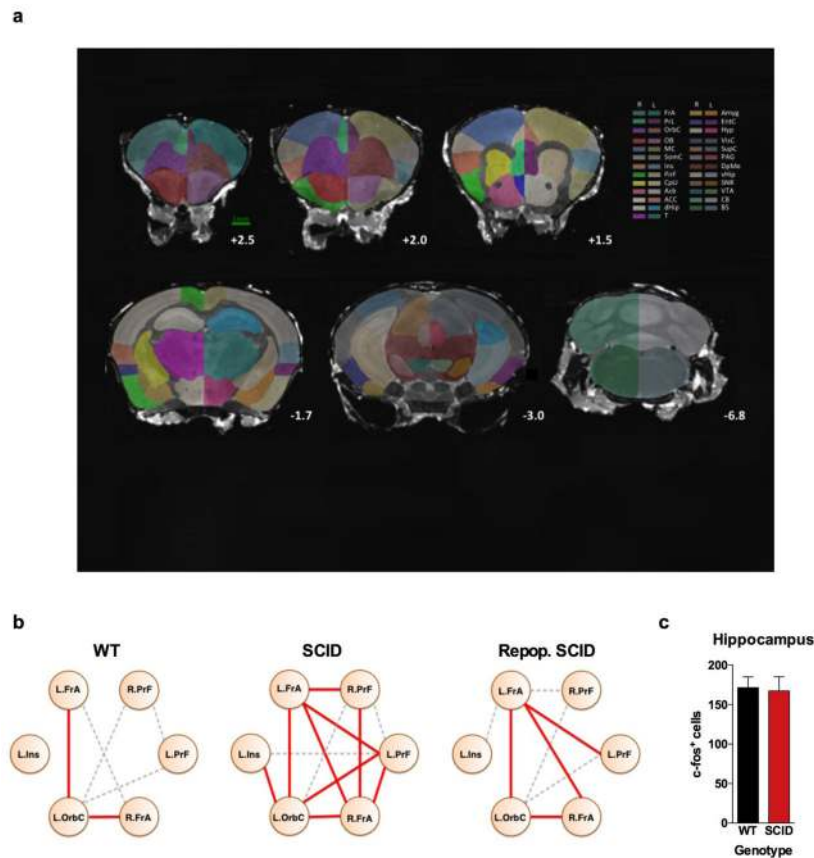 a
R L
R L
FrA
PrL
OrbC
OB
MC
SomC
Ins
PirF
CpU
Acb
ACC
dHip
T
Amyg
EntC
Hyp
VisC
SupC
PAG
DpMe
vHip
SNR
VTA
CB
BS
+2.5
+2.0
+1.5
-1.7
-3.0
-6.8
b
WT
L.FrA
R.PrF
L.Ins
L.PrF
L.OrbC
R.FrA
SCID
L.FrA
R.PrF
L.Ins
L.PrF
L.OrbC
R.FrA
Repop. SCID
L.FrA
R.PrF
L.Ins
L.PrF
L.OrbC
R.FrA
c
Hippocampus
c-fos⁺ cells
200
150
100
50
0
WT SCID
Genotype